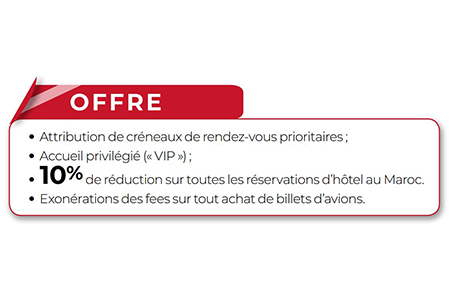 OFFRE
• Attribution de créneaux de rendez-vous prioritaires ;
• Accueil privilégié (« VIP ») ;
• 10% de réduction sur toutes les réservations d'hôtel au Maroc.
• Exonérations des fees sur tout achat de billets d'avions.